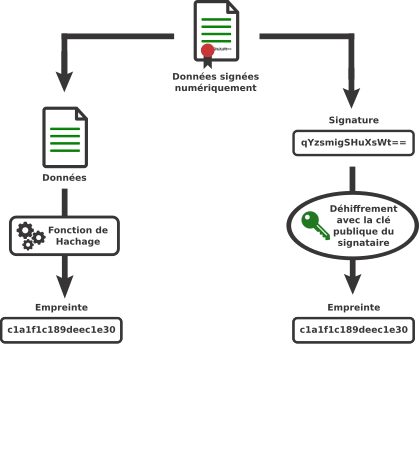 Données signées
numériquement
Données
Fonction de
Hachage
Empreinte
c1a1f1c189deec1e30
Signature
qYzsmigSHuXsWt==
Déhiffrement
avec la clé
publique du
signataire
Empreinte
c1a1f1c189deec1e30